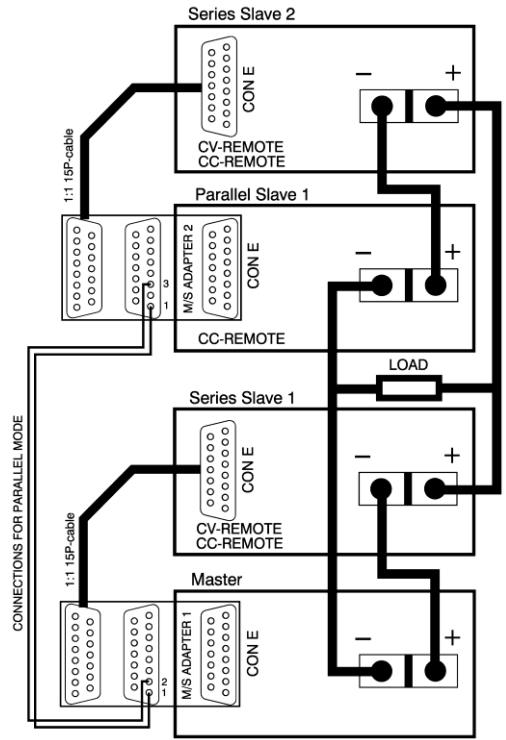 Series Slave 2
CON E
CV-REMOTE
CC-REMOTE
− +
1:1 15P-cable
Parallel Slave 1
M/S ADAPTER 2
CON E
3
1
CC-REMOTE
− +
LOAD
CONNECTIONS FOR PARALLEL MODE
Series Slave 1
CON E
CV-REMOTE
CC-REMOTE
− +
1:1 15P-cable
Master
M/S ADAPTER 1
CON E
2
1
− +